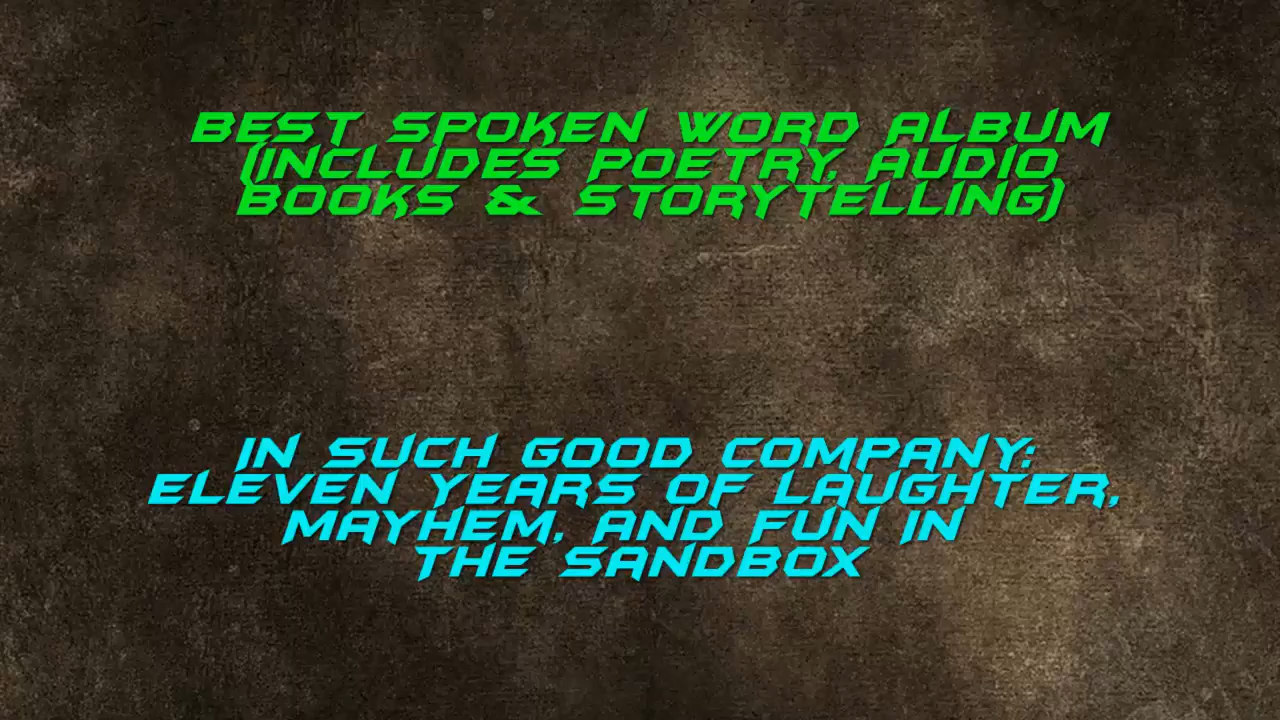 BEST SPOKEN WORD ALBUM
(INCLUDES POETRY, AUDIO
BOOKS & STORYTELLING)
IN SUCH GOOD COMPANY:
ELEVEN YEARS OF LAUGHTER,
MAYHEM, AND FUN IN
THE SANDBOX